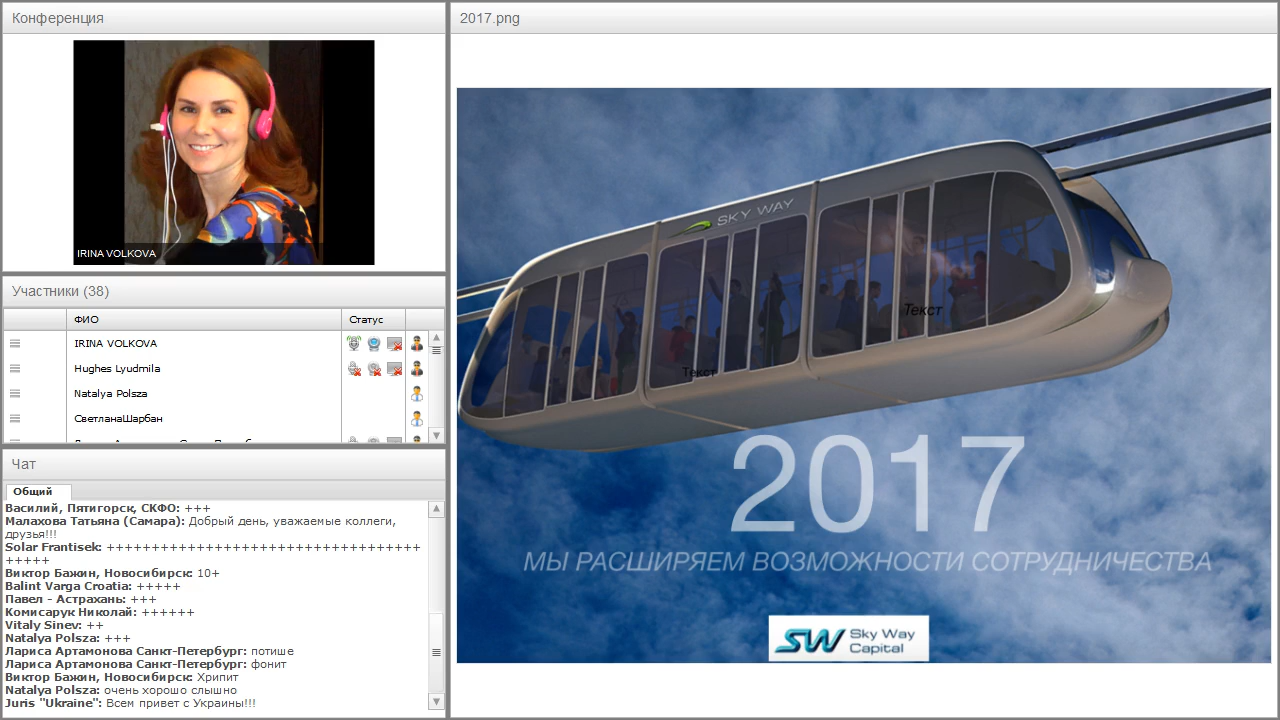 Конференция
IRINA VOLKOVA
Участники (38)
ФИО
Статус
IRINA VOLKOVA
Hughes Lyudmila
Natalya Polsza
СветланаШарбан
Чат
Общий
Василий, Пятигорск, СКФО: +++
Малахова Татьяна (Самара): Добрый день, уважаемые коллеги,
друзья!!!
Solar Frantisek: +++++++++++++++++++++++++++++++++++
+++++
Виктор Бажин, Новосибирск: 10+
Balint Varga Croatia: +++++
Павел - Астрахань: +++
Комисарук Николай: ++++++
Vitaly Sinev: ++
Natalya Polsza: +++
Лариса Артамонова Санкт-Петербург: потише
Лариса Артамонова Санкт-Петербург: фонит
Виктор Бажин, Новосибирск: Хрипит
Natalya Polsza: очень хорошо слышно
Juris "Ukraine": Всем привет с Украины!!!
2017.png
SKY WAY
Текст
Текст
2017
МЫ РАСШИРЯЕМ ВОЗМОЖНОСТИ СОТРУДНИЧЕСТВА
SW Sky Way
Capital